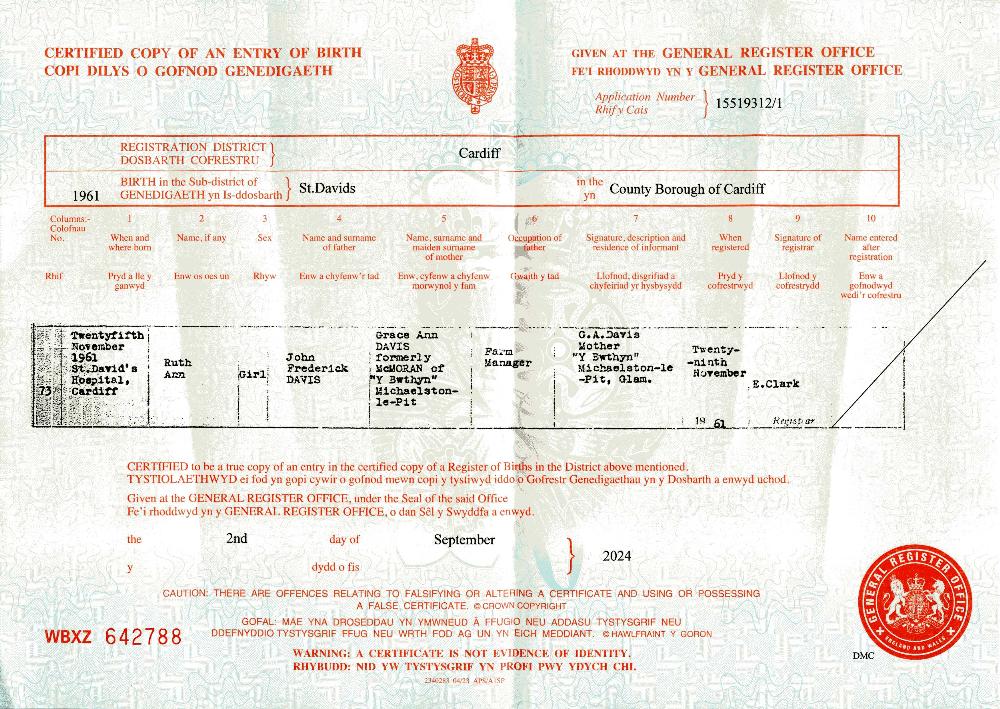 CERTIFIED COPY OF AN ENTRY OF BIRTH
COPI DILYS O GOFNOD GENEDIGAETH
GIVEN AT THE GENERAL REGISTER OFFICE
FE'I RHODDWYD YN Y GENERAL REGISTER OFFICE
Application Number
Rhif y Cais
15519312/1
REGISTRATION DISTRICT
DOSBARTH COFRESTRU
Cardiff
1961
BIRTH in the Sub-district of
GENEDIGAETH yn Is-ddosbarth
St.Davids
in the
yn
County Borough of Cardiff
Columns:-
Colofnau
No.
1
When and
where born
2
Name, if any
3
Sex
4
Name and surname
of father
5
Name, surname and
maiden surname
of mother
6
Occupation of
father
7
Signature, description and
residence of informant
8
When
registered
9
Signature of
registrar
10
Name entered
after
registration
Rhif
Pryd a lle y
ganwyd
Enw os oes un
Rhyw
Enw a chyfenw'r tad
Enw, cyfenw a chyfenw
morwynol y fam
Gwaith y tad
Llofnod, disgrifiad a
chyfeiriad yr hysbysydd
Pryd y
cofrestrwyd
Llofnod y
cofrestrydd
Enw a
gofnodwyd
wedi'r cofrestru
73
Twentyfifth
November
1961
St.David's
Hospital,
Cardiff
Ruth
Ann
Girl
John
Frederick
DAVIS
Grace Ann
DAVIS
formerly
McMORAN of
"Y Bwthyn"
Michaelston-
le-Pit
Farm
Manager
G.A.Davis
Mother
"Y Bwthyn"
Michaelston-le
-Pit, Glam.
Twenty-
-ninth
November
19 61
E.Clark
Registrar
CERTIFIED to be a true copy of an entry in the certified copy of a Register of Births in the District above mentioned.
TYSTIOLAETHWYD ei fod yn gopi cywir o gofnod mewn copi y tystiwyd iddo o Gofrestr Genedigaethau yn y Dosbarth a enwyd uchod.
Given at the GENERAL REGISTER OFFICE, under the Seal of the said Office
Fe'i rhoddwyd yn y GENERAL REGISTER OFFICE, o dan Sêl y Swyddfa a enwyd.
the 2nd day of September
y dydd o fis
2024
CAUTION: THERE ARE OFFENCES RELATING TO FALSIFYING OR ALTERING A CERTIFICATE AND USING OR POSSESSING
A FALSE CERTIFICATE. © CROWN COPYRIGHT
GOFAL: MAE YNA DROSEDDAU YN YMWNEUD Â FFUGIO NEU ADDASU TYSTYSGRIF NEU
DDEFNYDDIO TYSTYSGRIF FFUG NEU WRTH FOD AG UN YN EICH MEDDIANT. © HAWLFRAINT Y GORON
WARNING: A CERTIFICATE IS NOT EVIDENCE OF IDENTITY.
RHYBUDD: NID YW TYSTYSGRIF YN PROFI PWY YDYCH CHI.
WBXZ 642788
DMC
GENERAL REGISTER OFFICE
ENGLAND AND WALES